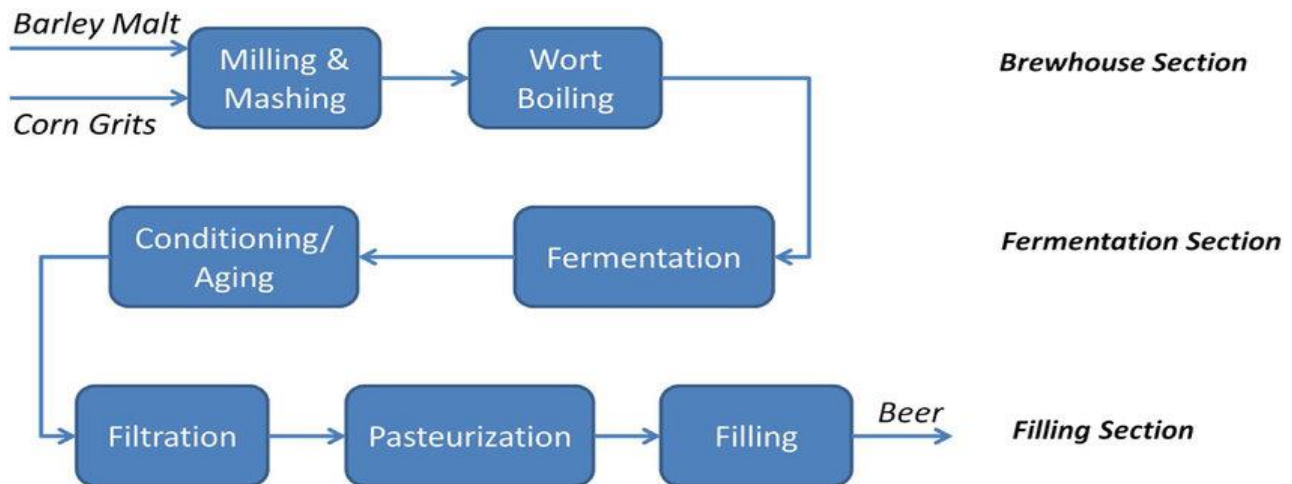 Barley Malt
Corn Grits
Milling &
Mashing
Wort
Boiling
Brewhouse Section
Conditioning/
Aging
Fermentation
Fermentation Section
Filtration
Pasteurization
Filling
Beer
Filling Section